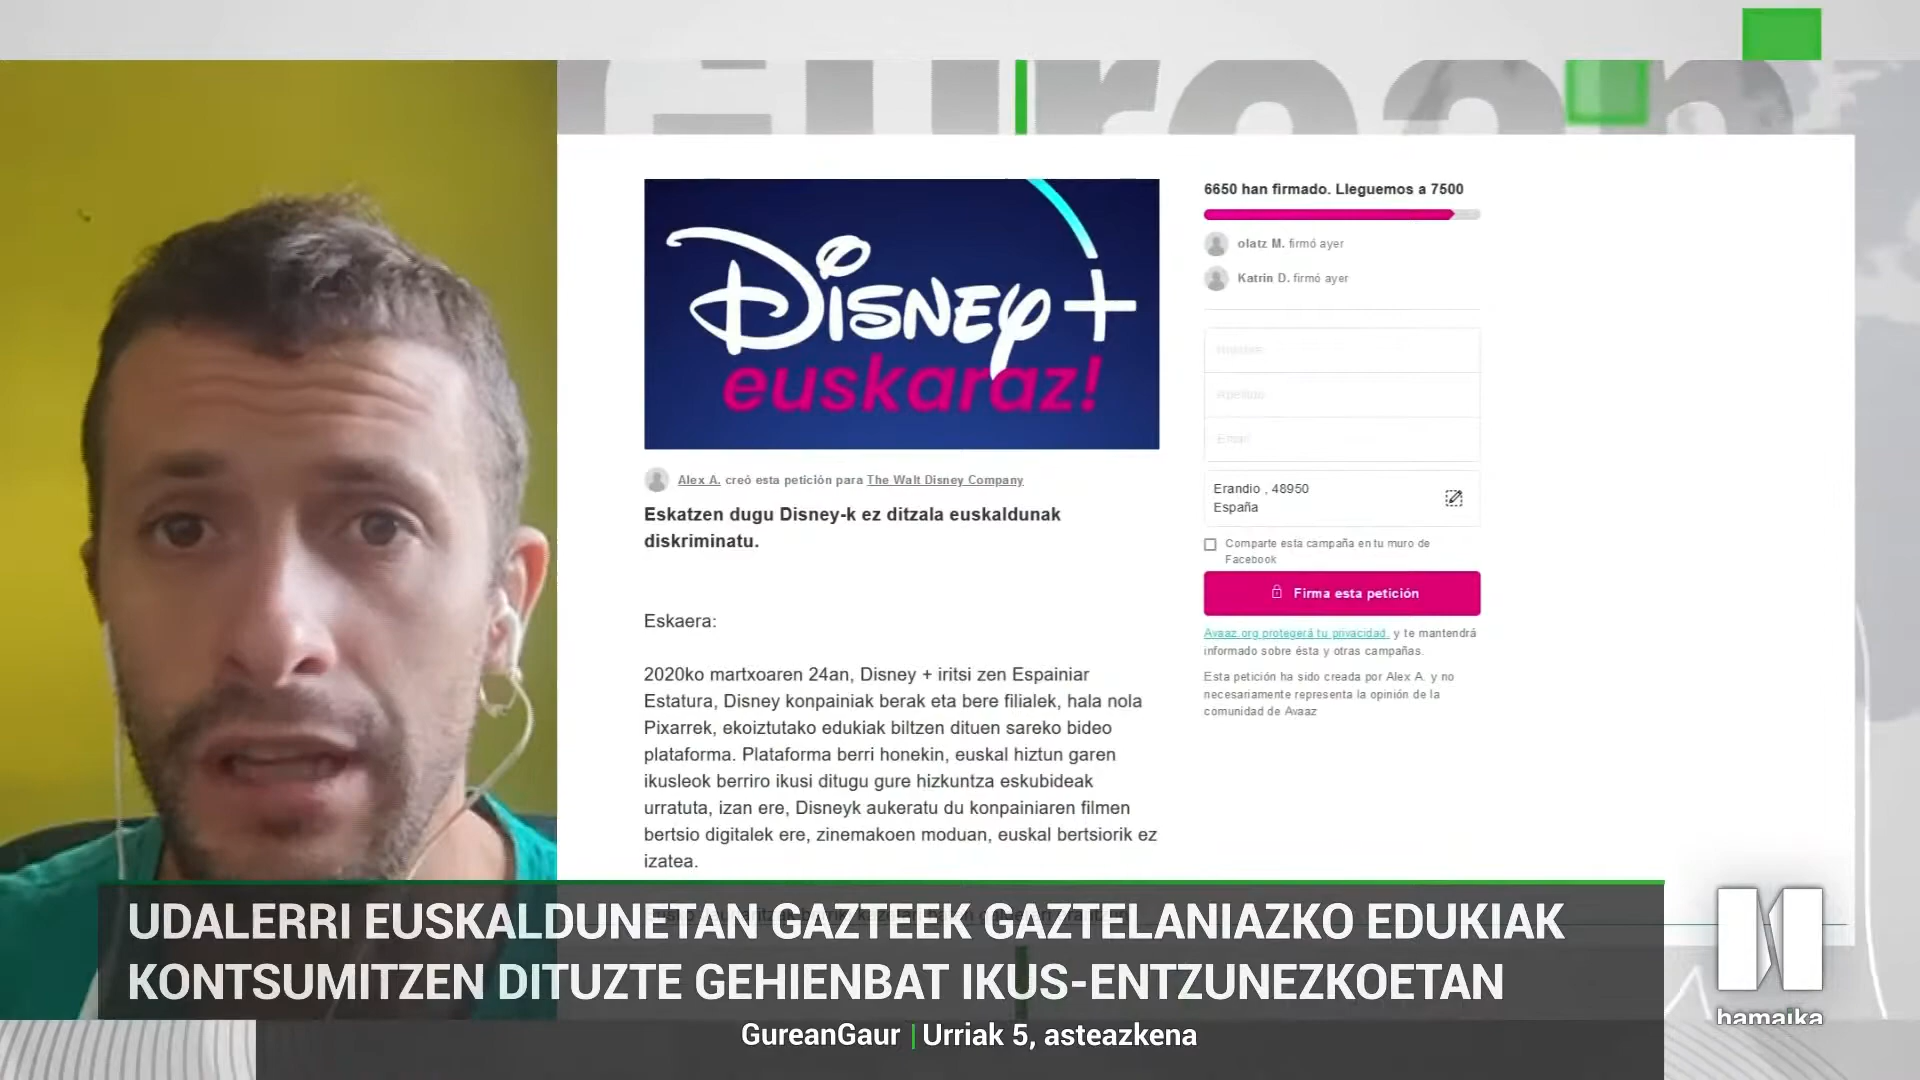 Gurean
Disney+
euskaraz!
Alex A. creó esta petición para The Walt Disney Company
Eskatzen dugu Disney-k ez ditzala euskaldunak
diskriminatu.
Eskaera:
2020ko martxoaren 24an, Disney + iritsi zen Espainiar
Estatura, Disney konpainiak berak eta bere filialek, hala nola
Pixarrek, ekoiztutako edukiak biltzen dituen sareko bideo
plataforma. Plataforma berri honekin, euskal hiztun garen
ikusleok berriro ikusi ditugu gure hizkuntza eskubideak
urratuta, izan ere, Disneyk aukeratu du konpainiaren filmen
bertsio digitalek ere, zinemakoen moduan, euskal bertsiorik ez
izatea.
6650 han firmado. Lleguemos a 7500
olatz M. firmó ayer
Katrin D. firmó ayer
Nombre
Apellido
Email
Erandio , 48950
España
Comparte esta campaña en tu muro de
Facebook
Firma esta petición
Avaaz.org protegerá tu privacidad. y te mantendrá
informado sobre ésta y otras campañas.
Esta petición ha sido creada por Alex A. y no
necesariamente representa la opinión de la
comunidad de Avaaz
UDALERRI EUSKALDUNETAN GAZTEEK GAZTELANIAZKO EDUKIAK
KONTSUMITZEN DITUZTE GEHIENBAT IKUS-ENTZUNEZKOETAN
GureanGaur | Urriak 5, asteazkena
hamaika